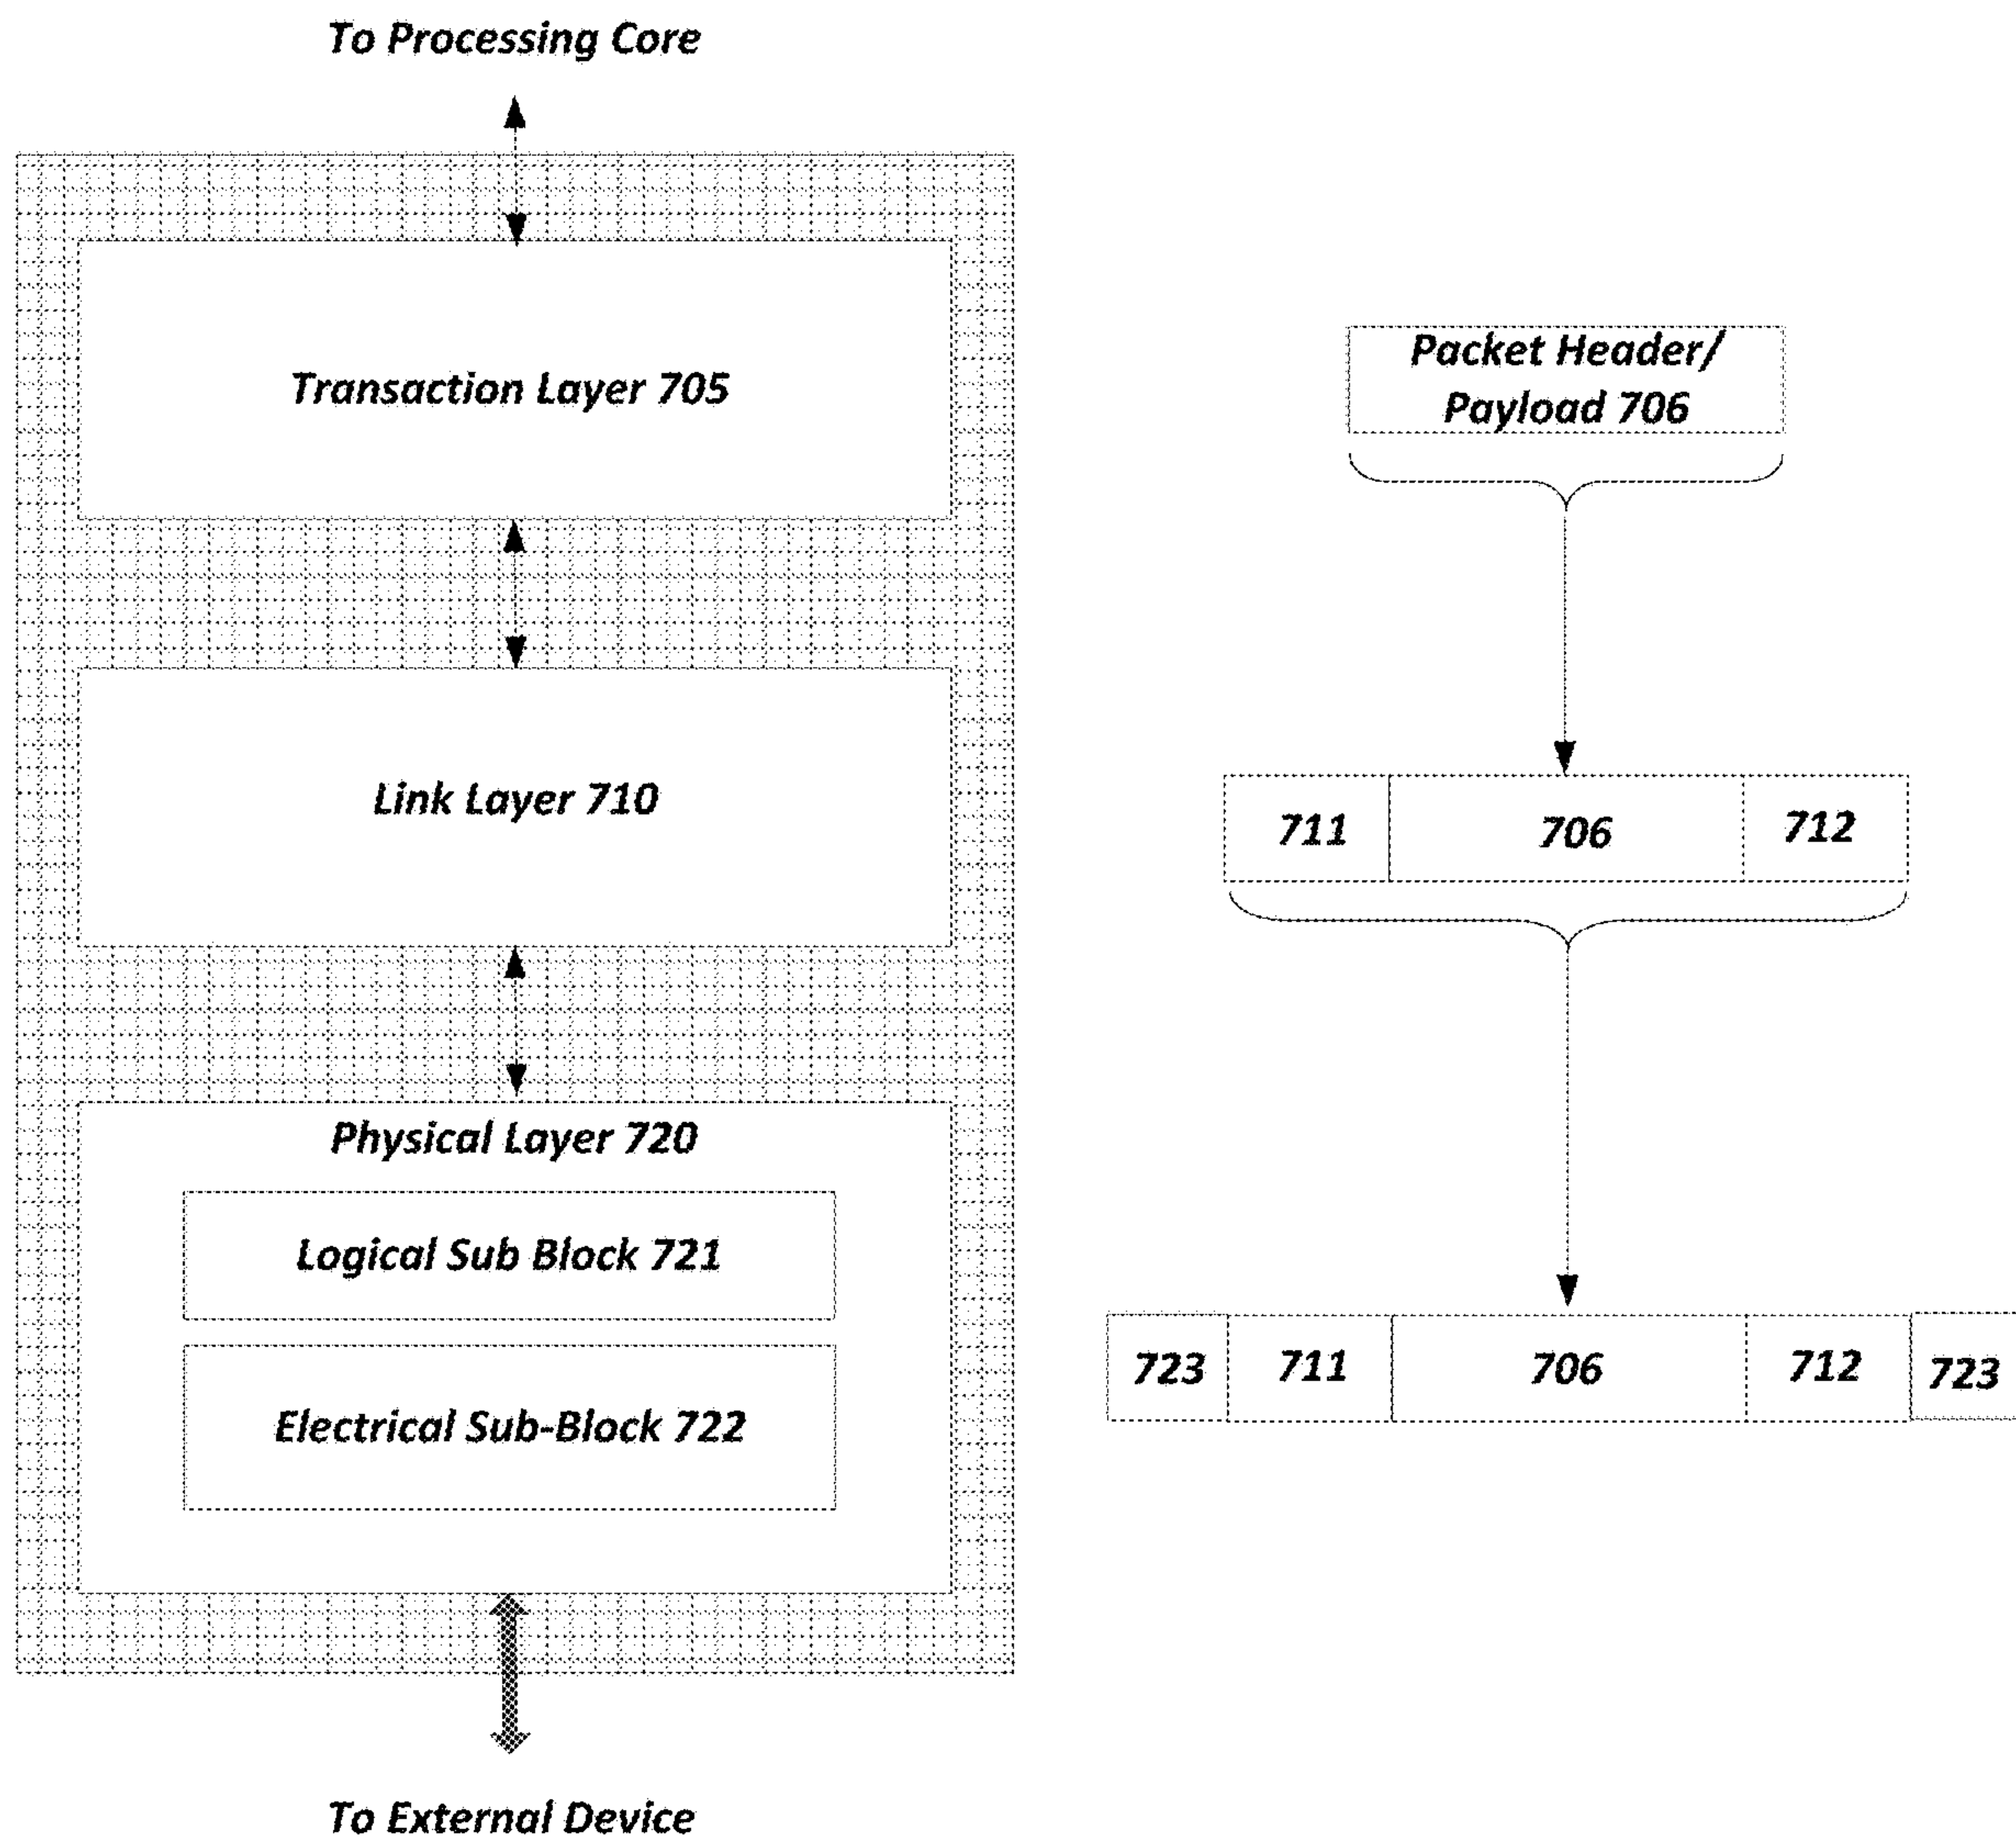 To Processing Core
Transaction Layer 705
Packet Header/
Payload 706
Link Layer 710
711 706 712
Physical Layer 720
Logical Sub Block 721
Electrical Sub-Block 722
723 711 706 712 723
To External Device